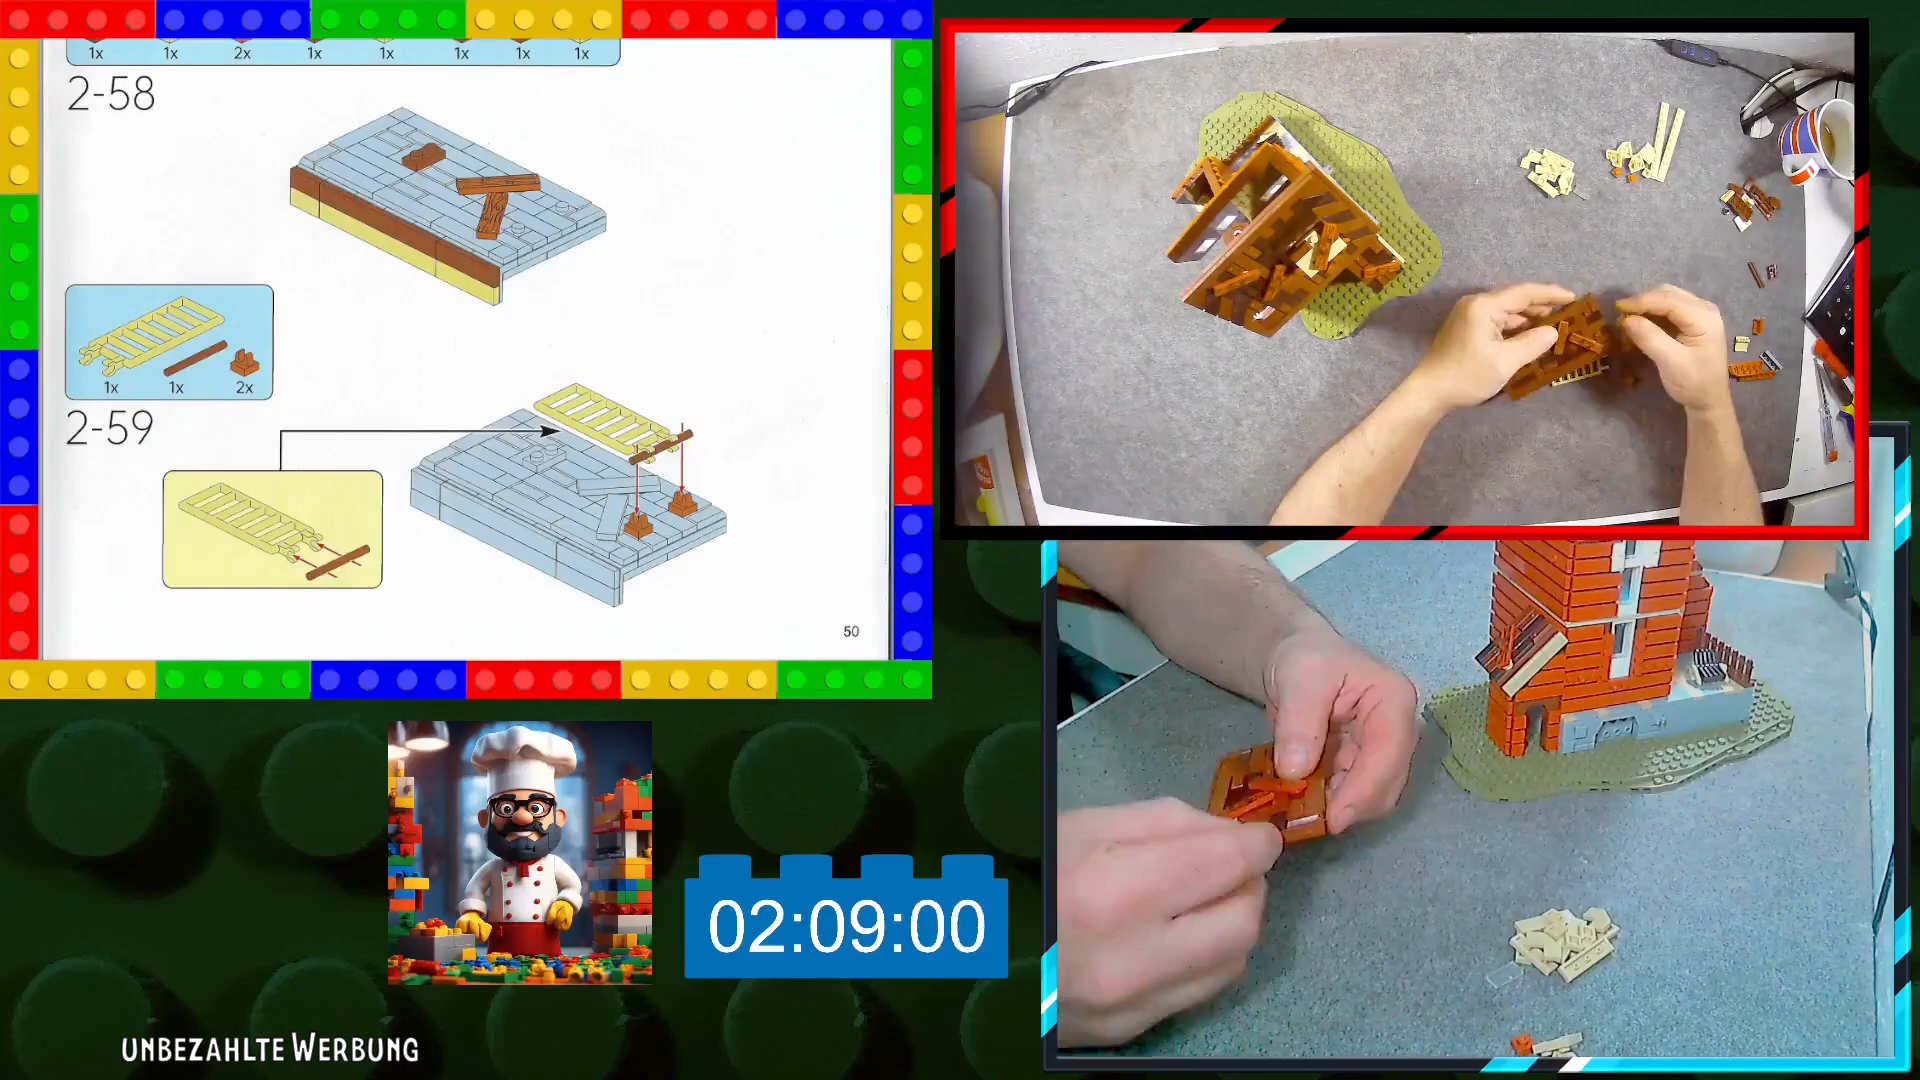 1x 1x 2x 1x 1x 1x 1x 1x
2-58
1x 1x 2x
2-59
50
02:09:00
UNBEZAHLTE WERBUNG